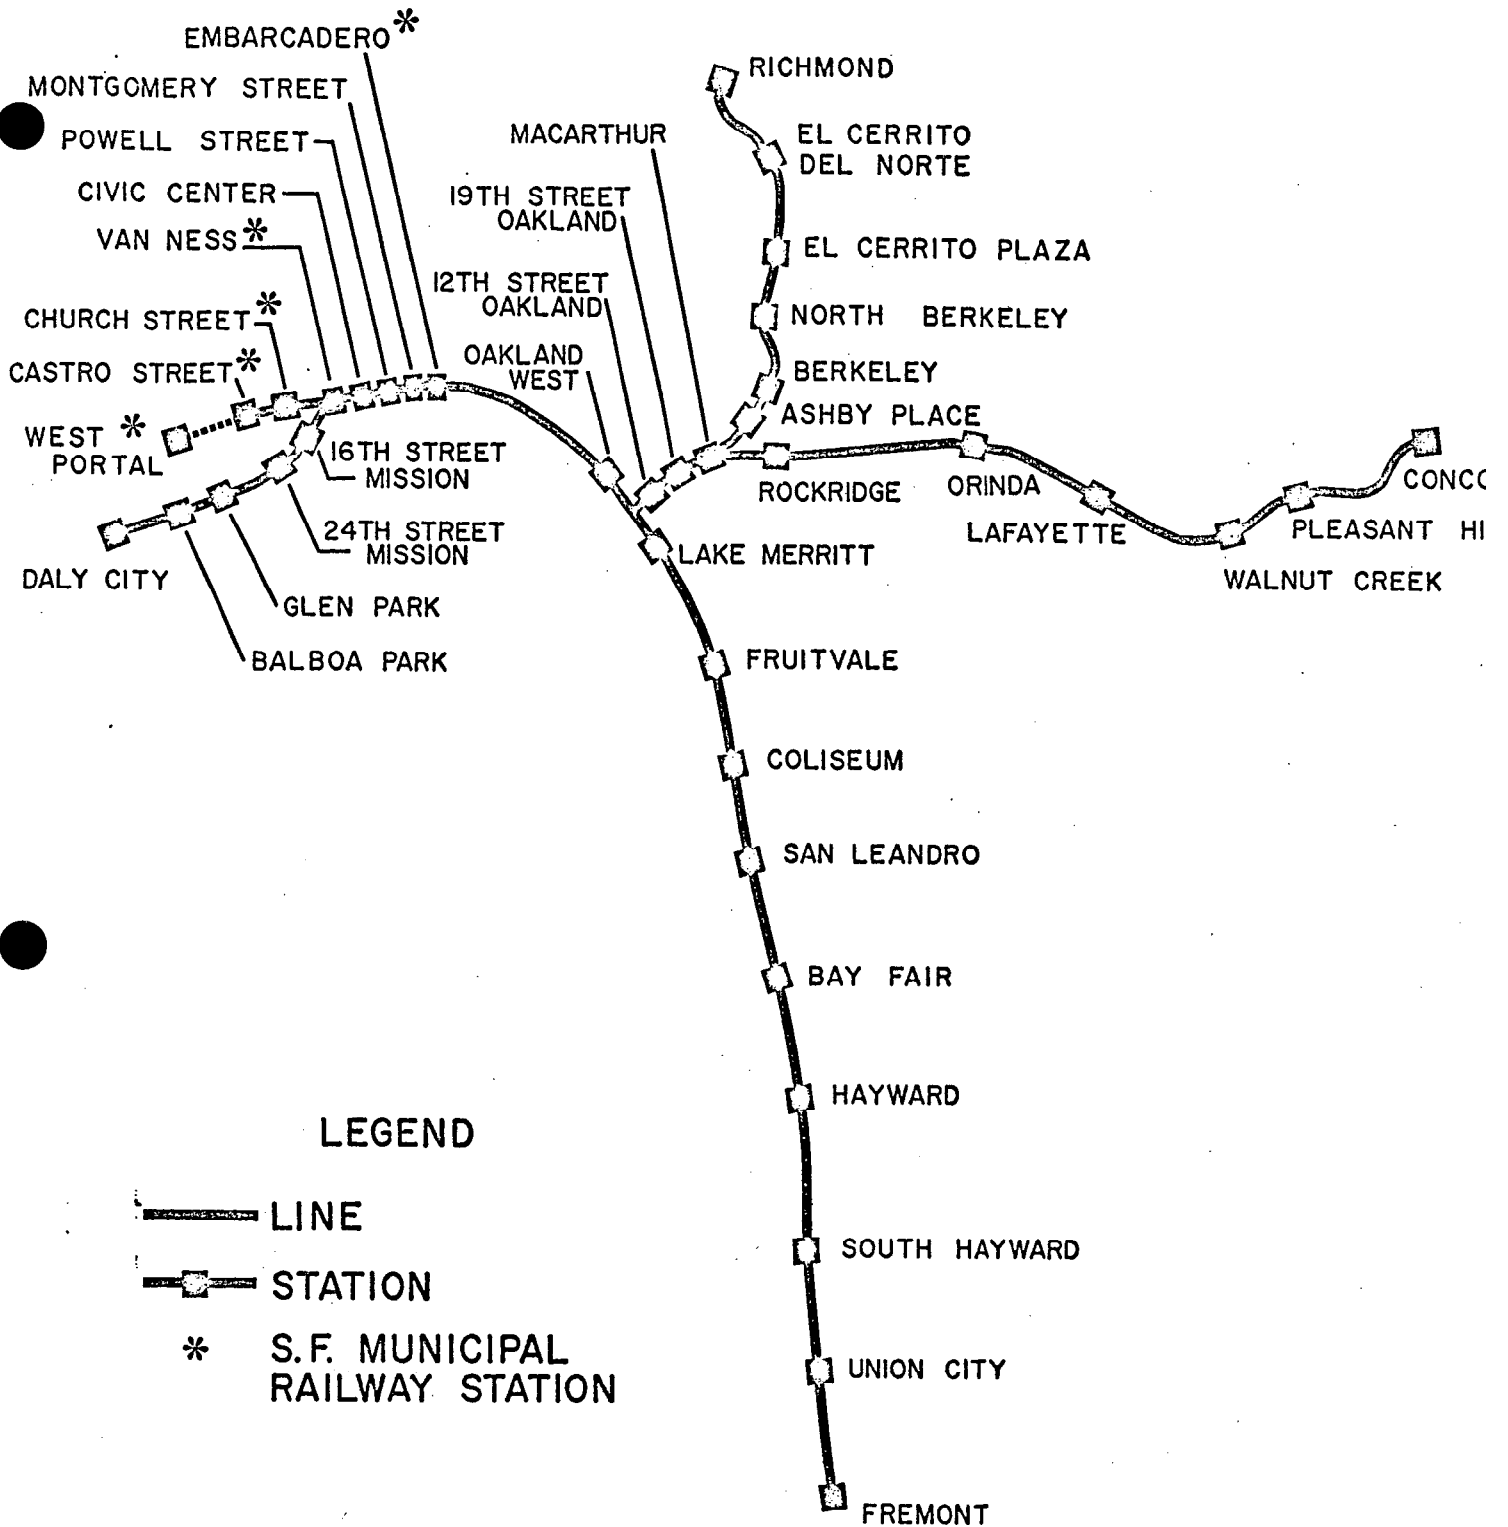 EMBARCADERO*
MONTGOMERY STREET
POWELL STREET
CIVIC CENTER
VAN NESS*
CHURCH STREET*
CASTRO STREET*
WEST *
PORTAL
DALY CITY
BALBOA PARK
GLEN PARK
24TH STREET
MISSION
16TH STREET
MISSION
OAKLAND
WEST
12TH STREET
OAKLAND
19TH STREET
OAKLAND
MACARTHUR
RICHMOND
EL CERRITO
DEL NORTE
EL CERRITO PLAZA
NORTH BERKELEY
BERKELEY
ASHBY PLACE
ROCKRIDGE
ORINDA
LAFAYETTE
WALNUT CREEK
PLEASANT HI
CONCO
LAKE MERRITT
FRUITVALE
COLISEUM
SAN LEANDRO
BAY FAIR
HAYWARD
SOUTH HAYWARD
UNION CITY
FREMONT
LEGEND
LINE
STATION
* S.F. MUNICIPAL
RAILWAY STATION